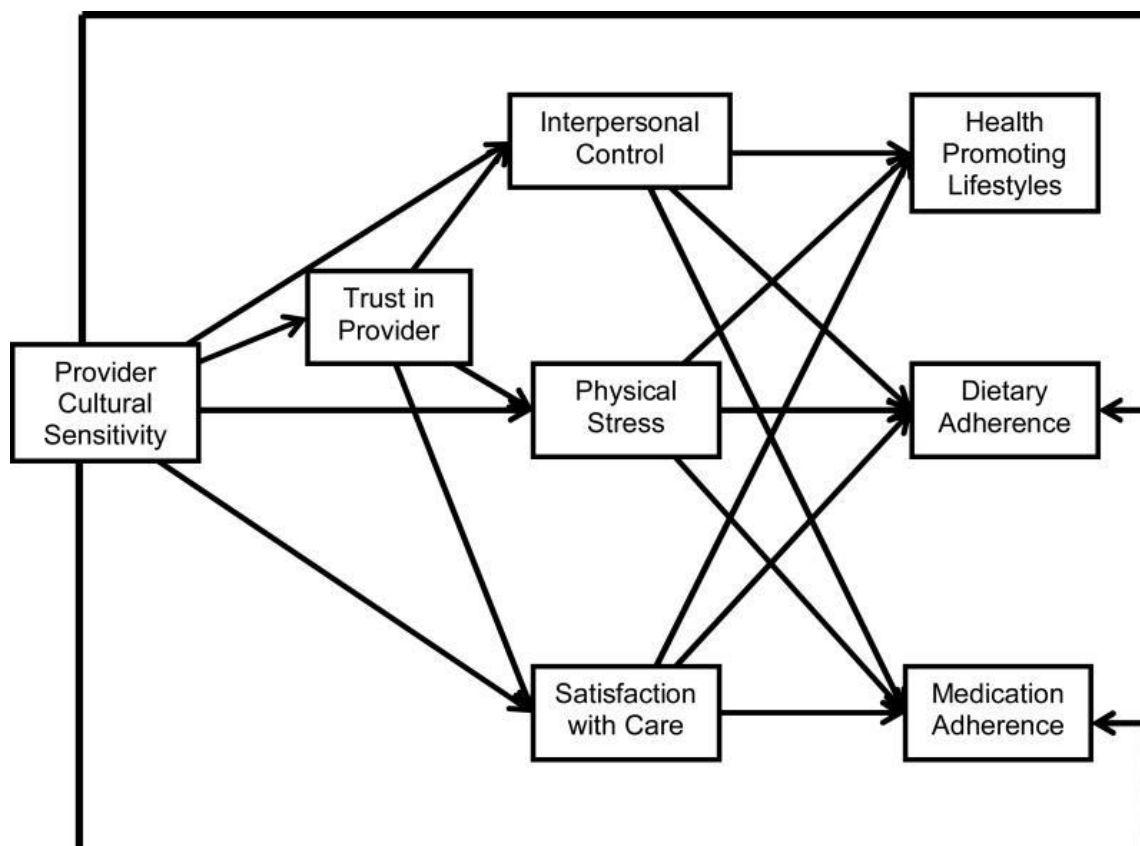 Interpersonal
Control
Health
Promoting
Lifestyles
Trust in
Provider
Provider
Cultural
Sensitivity
Physical
Stress
Dietary
Adherence
Satisfaction
with Care
Medication
Adherence